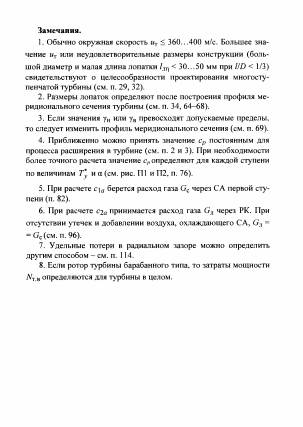 Замечания.
1. Обычно окружная скорость uт ≤ 360…400 м/с. Большее зна-
чение uт или неудовлетворительные размеры конструкции (боль-
шой диаметр и малая длина лопатки lт1 < 30…50 мм при l/D < 1/3)
свидетельствуют о целесообразности проектирования многосту-
пенчатой турбины (см. п. 29, 32).
2. Размеры лопаток определяют после построения профиля ме-
ридионального сечения турбины (см. п. 34, 64–68).
3. Если значения γн или γв превосходят допускаемые пределы,
то следует изменить профиль меридионального сечения (см. п. 69).
4. Приближенно можно принять значение cp постоянным для
процесса расширения в турбине (см. п. 2 и 3). При необходимости
более точного расчета значение cp определяют для каждой ступени
по величинам T*у и α (см. рис. П1 и П2, п. 76).
5. При расчете c1a берется расход газа Gс через СА первой сту-
пени (п. 82).
6. При расчете c2a принимается расход газа Gл через РК. При
отсутствии утечек и добавлении воздуха, охлаждающего СА, Gл =
= Gс (см. п. 96).
7. Удельные потери в радиальном зазоре можно определить
другим способом – см. п. 114.
8. Если ротор турбины барабанного типа, то затраты мощности
Nт.в определяются для турбины в целом.